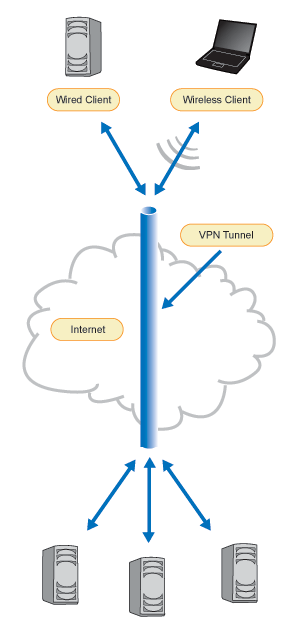 Wired Client
Wireless Client
VPN Tunnel
Internet